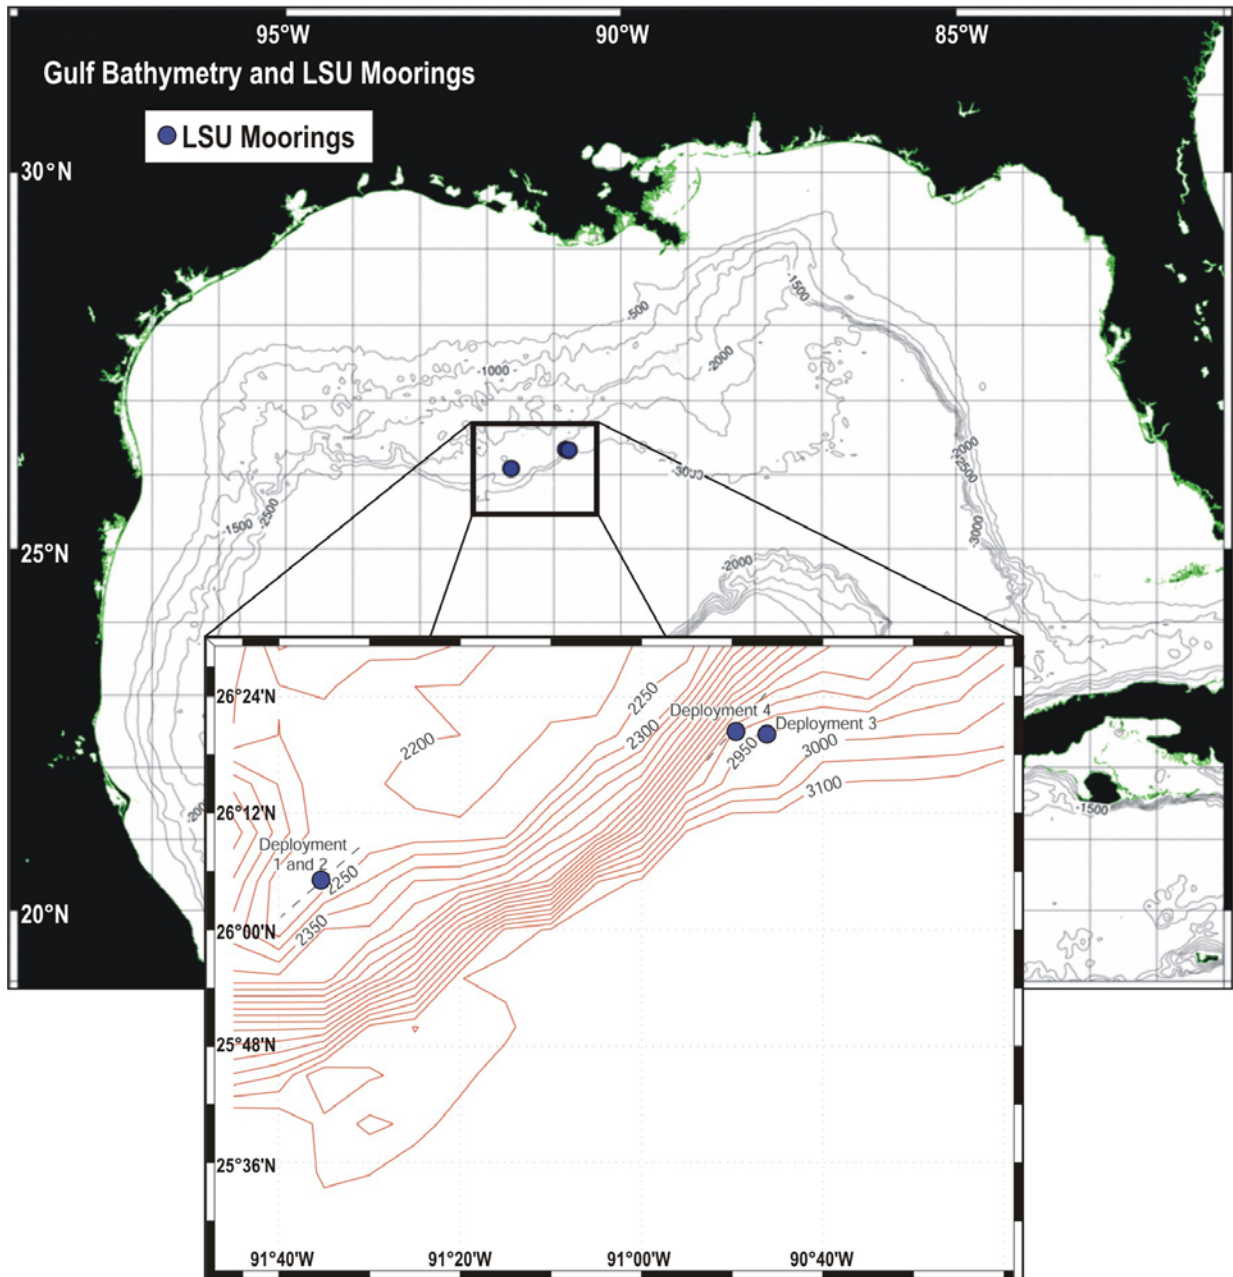 95°W 90°W 85°W
Gulf Bathymetry and LSU Moorings
LSU Moorings
30°N
-500
-1500
-1000
-2000
-3000
-2000
-2500
-1500
-2500
-3000
25°N
-2000
26°24'N
2250
Deployment 4
Deployment 3
2200
2300
2950
3000
3100
26°12'N
-1500
Deployment
1 and 2
2250
20°N
26°00'N
2350
25°48'N
25°36'N
91°40'W 91°20'W 91°00'W 90°40'W